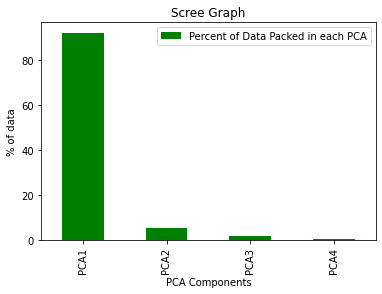 Scree Graph
Percent of Data Packed in each PCA
% of data
80
60
40
20
0
PCA1
PCA2
PCA3
PCA4
PCA Components